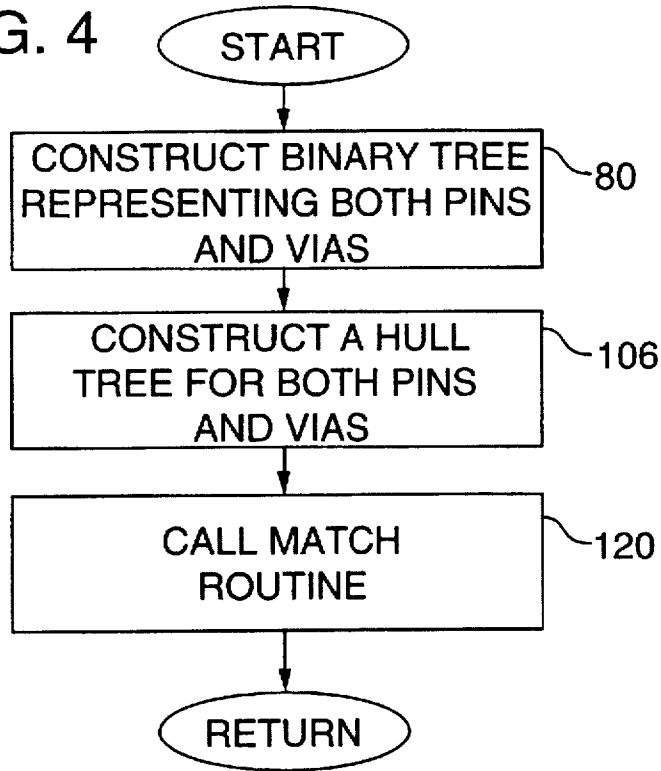 G. 4
START
CONSTRUCT BINARY TREE
REPRESENTING BOTH PINS
AND VIAS
80
CONSTRUCT A HULL
TREE FOR BOTH PINS
AND VIAS
106
CALL MATCH
ROUTINE
120
RETURN